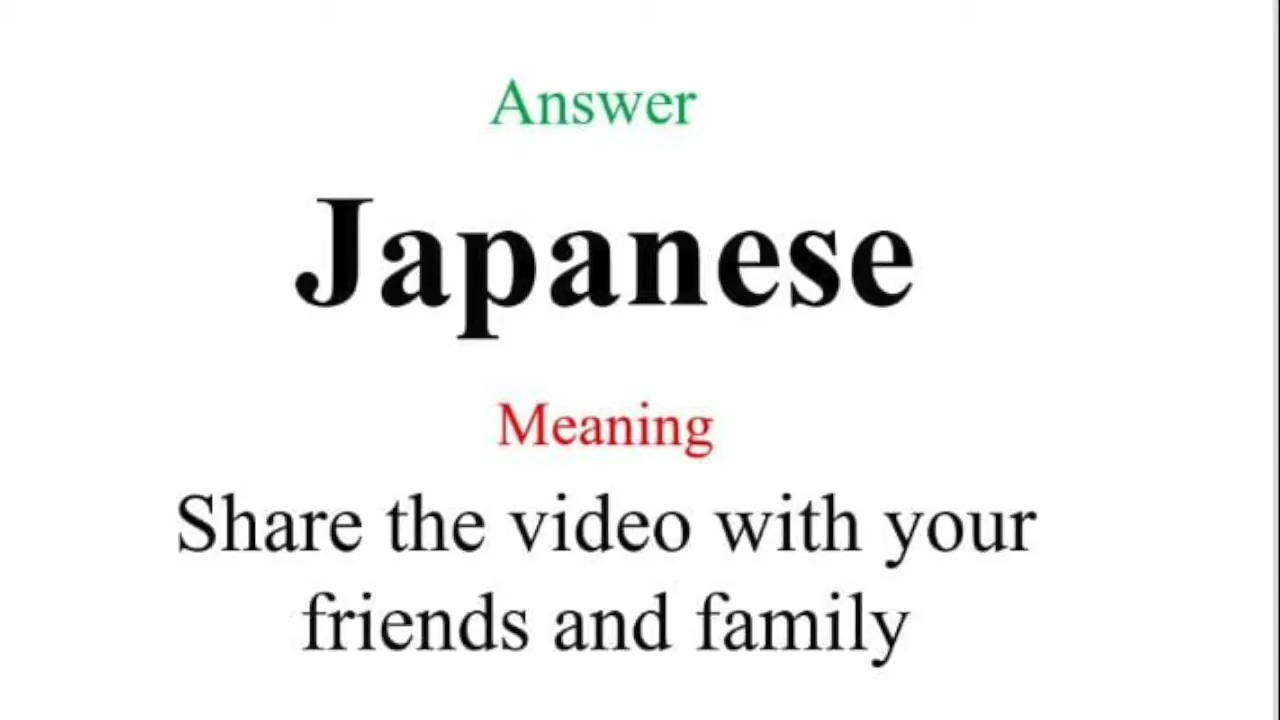 Answer
Japanese
Meaning
Share the video with your
friends and family